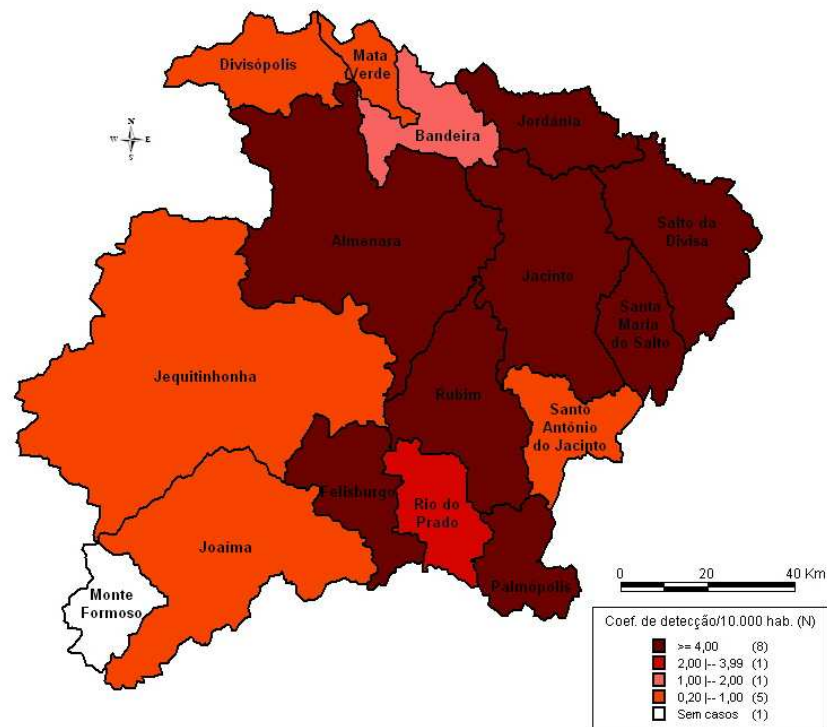 Divisópolis
Mata
Verde
Bandeira
Jordânia
N
W E
S
Almenara
Jacinto
Salto da
Divisa
Santa
Maria
do Salto
Jequitinhonha
Rubim
Santo
Antônio
do Jacinto
Felisburgo
Rio do
Prado
Joaíma
Palmópolis
Monte
Formoso
0 20 40 Km
Coef. de detecção/10.000 hab. (N)
>= 4,00 (8)
2,00 |-- 3,99 (1)
1,00 |-- 2,00 (1)
0,20 |-- 1,00 (5)
Sem casos (1)